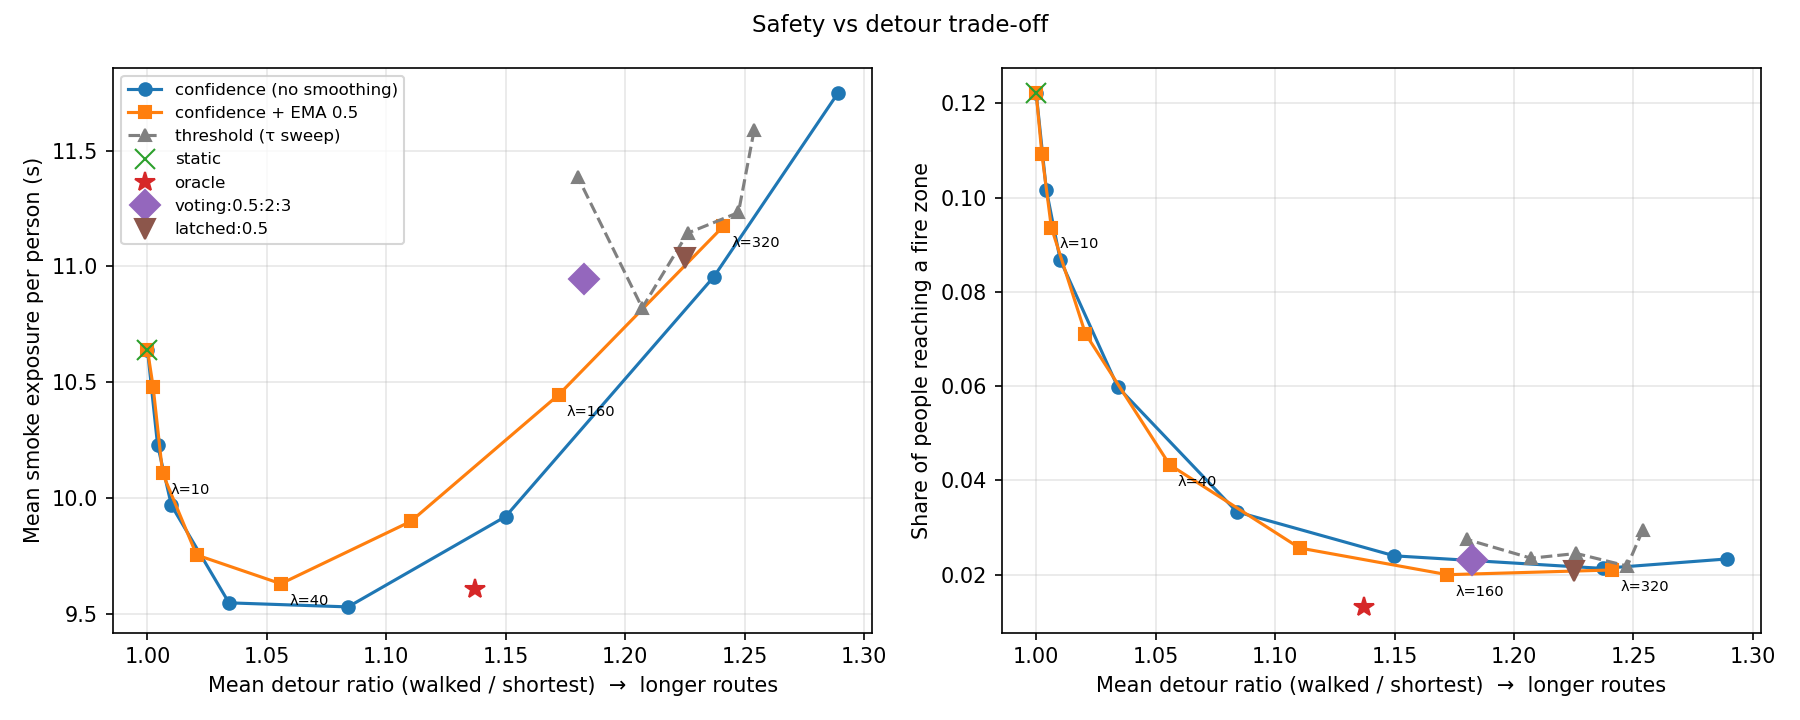 Safety vs detour trade-off
Mean smoke exposure per person (s)
11.5
11.0
10.5
10.0
9.5
confidence (no smoothing)
confidence + EMA 0.5
threshold (τ sweep)
static
oracle
voting:0.5:2:3
latched:0.5
λ=10
λ=40
λ=160
λ=320
1.00 1.05 1.10 1.15 1.20 1.25 1.30
Mean detour ratio (walked / shortest) → longer routes
Share of people reaching a fire zone
0.12
0.10
0.08
0.06
0.04
0.02
λ=10
λ=40
λ=160
λ=320
1.00 1.05 1.10 1.15 1.20 1.25 1.30
Mean detour ratio (walked / shortest) → longer routes